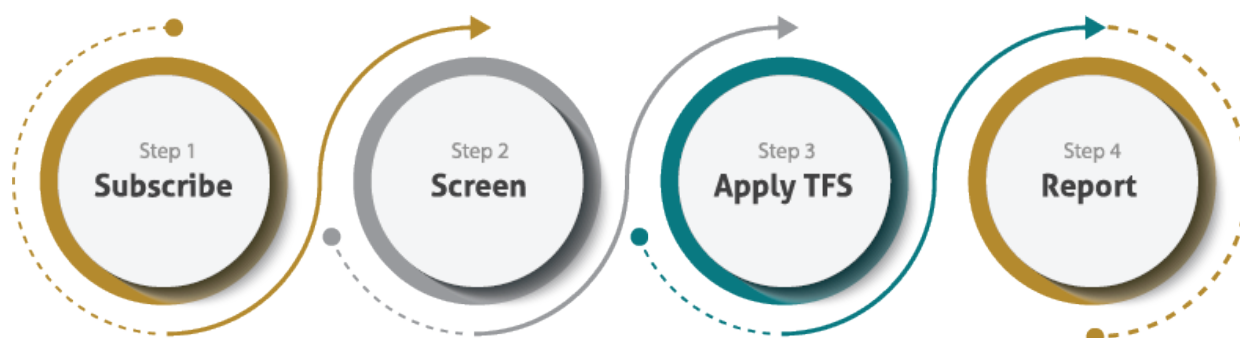 Step 1
Subscribe
Step 2
Screen
Step 3
Apply TFS
Step 4
Report